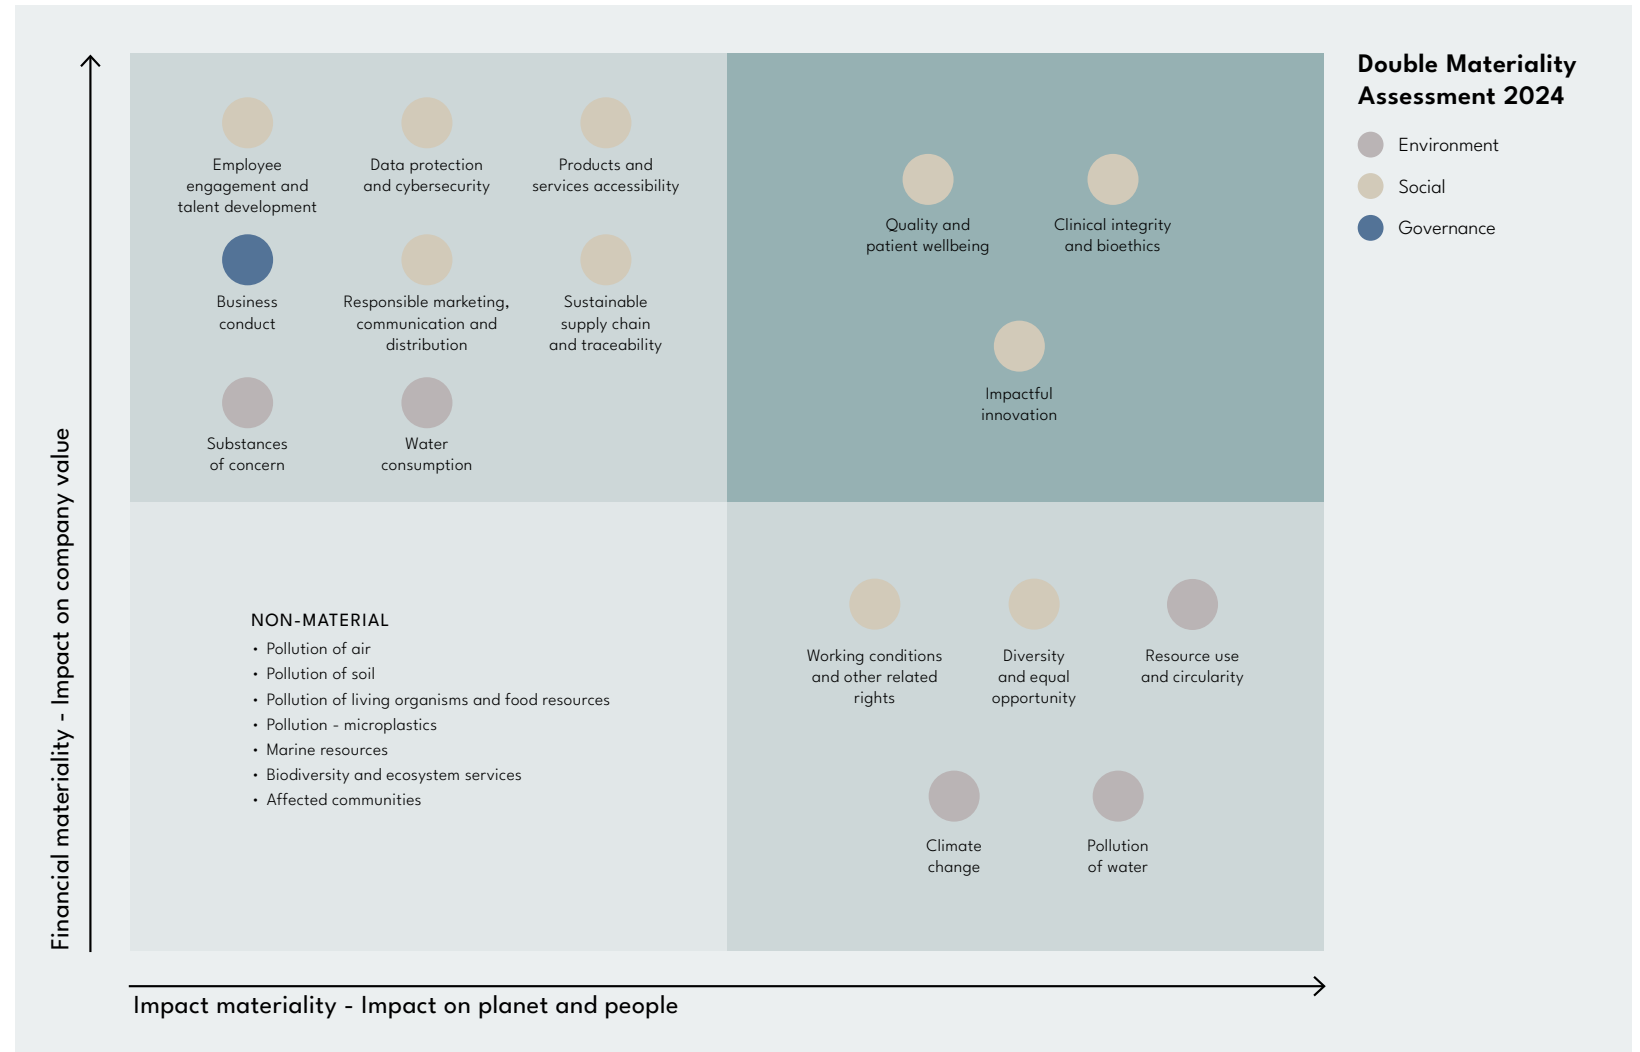 Double Materiality
Assessment 2024
Environment
Social
Governance
Financial materiality - Impact on company value
Employee
engagement and
talent development
Data protection
and cybersecurity
Products and
services accessibility
Business
conduct
Responsible marketing,
communication and
distribution
Sustainable
supply chain
and traceability
Substances
of concern
Water
consumption
Quality and
patient wellbeing
Clinical integrity
and bioethics
Impactful
innovation
NON-MATERIAL
• Pollution of air
• Pollution of soil
• Pollution of living organisms and food resources
• Pollution - microplastics
• Marine resources
• Biodiversity and ecosystem services
• Affected communities
Working conditions
and other related
rights
Diversity
and equal
opportunity
Resource use
and circularity
Climate
change
Pollution
of water
Impact materiality - Impact on planet and people